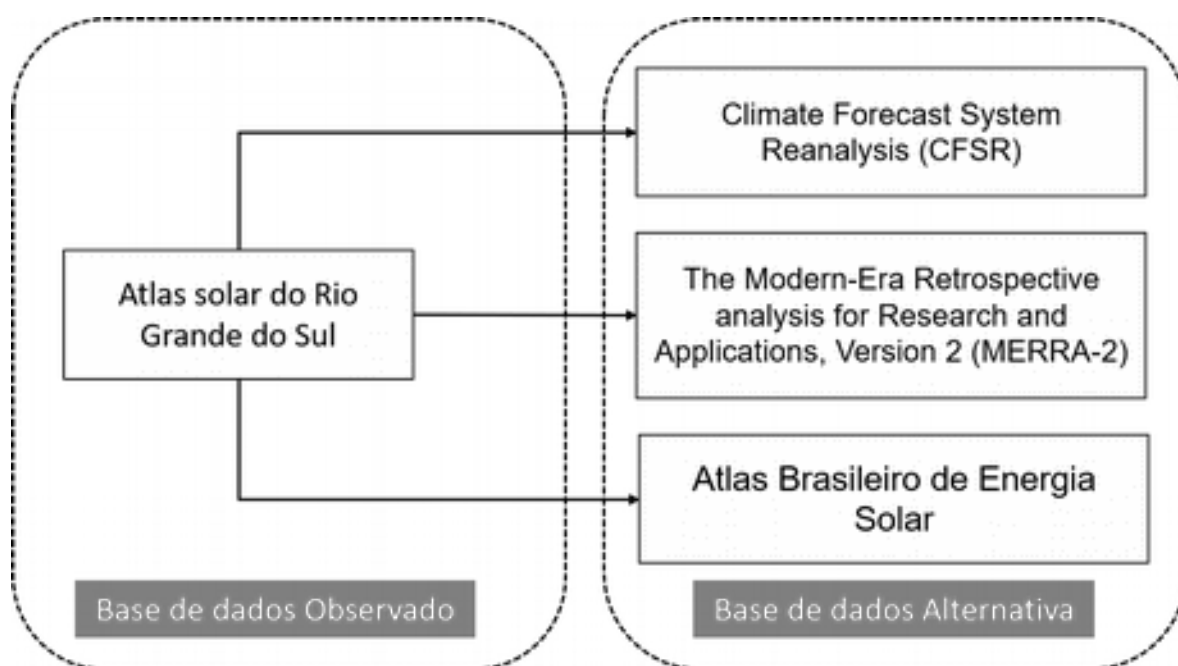 Atlas solar do Rio
Grande do Sul
Base de dados Observado
Climate Forecast System
Reanalysis (CFSR)
The Modern-Era Retrospective
analysis for Research and
Applications, Version 2 (MERRA-2)
Atlas Brasileiro de Energia
Solar
Base de dados Alternativa